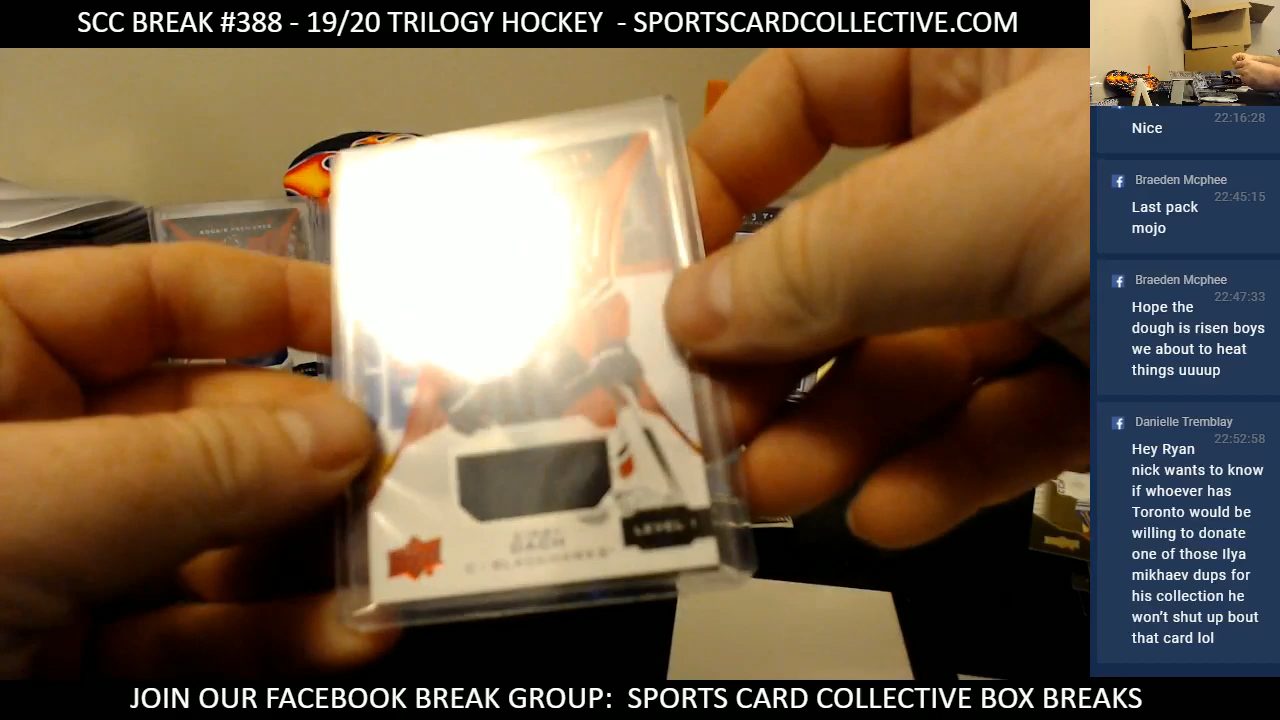 SCC BREAK #388 - 19/20 TRILOGY HOCKEY - SPORTSCARDCOLLECTIVE.COM
DACH
C - BLACKHAWKS
LEVEL 1
22:16:28
Nice
Braeden Mcphee
22:45:15
Last pack
mojo
Braeden Mcphee
22:47:33
Hope the
dough is risen boys
we about to heat
things uuuup
Danielle Tremblay
22:52:58
Hey Ryan
nick wants to know
if whoever has
Toronto would be
willing to donate
one of those Ilya
mikhaev dups for
his collection he
won't shut up bout
that card lol
JOIN OUR FACEBOOK BREAK GROUP: SPORTS CARD COLLECTIVE BOX BREAKS